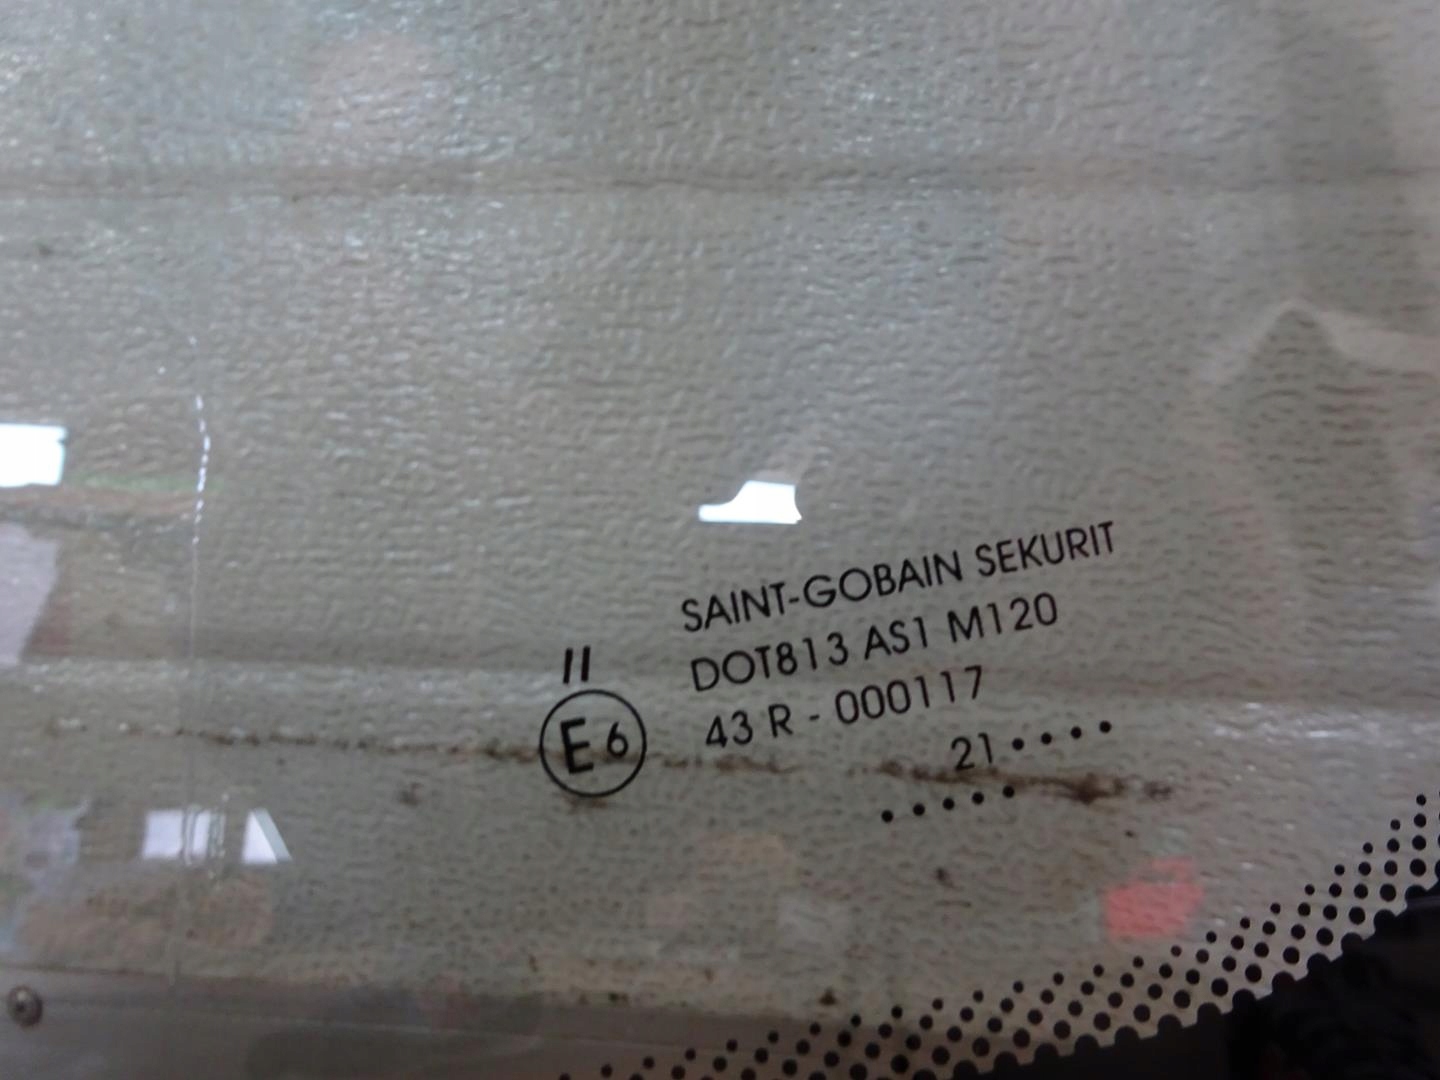 SAINT-GOBAIN SEKURIT
II
DOT813 AS1 M120
E6
43 R - 000117
21 • • • •
• • • • •